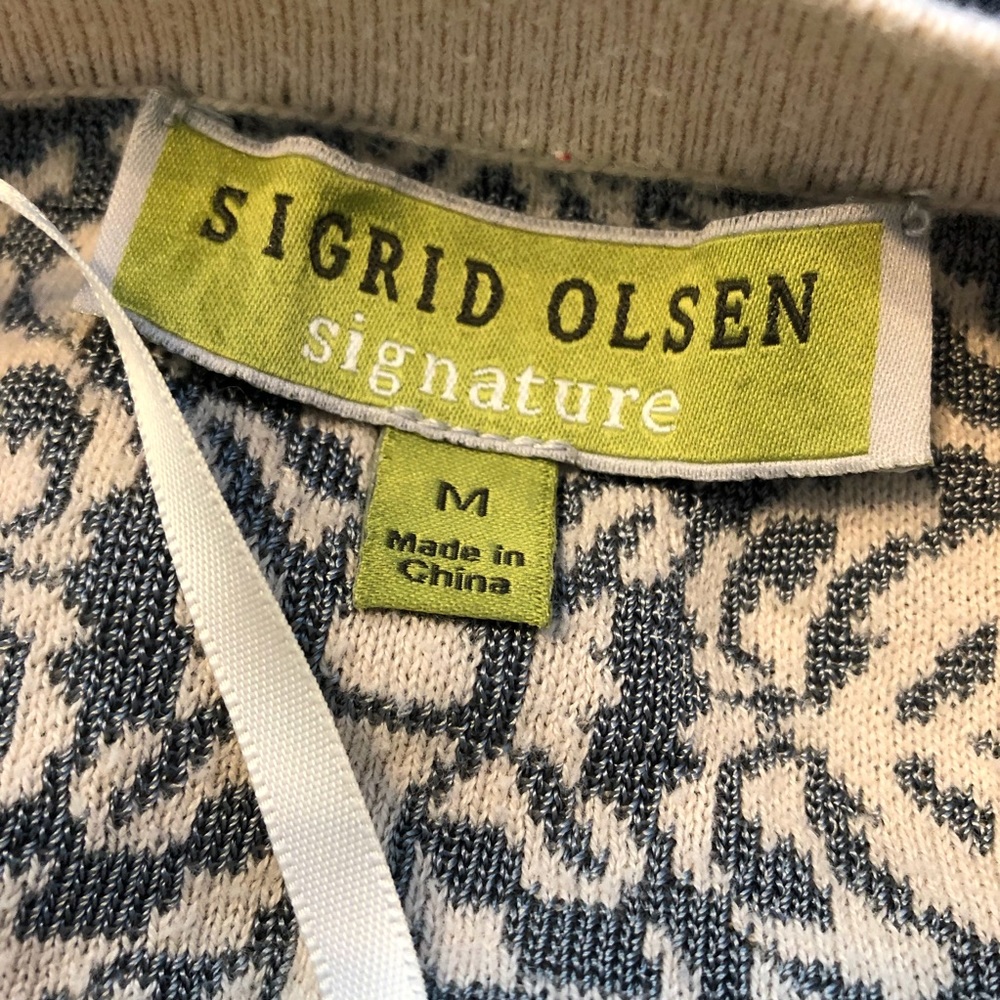 SIGRID OLSEN
signature
M
Made in
China